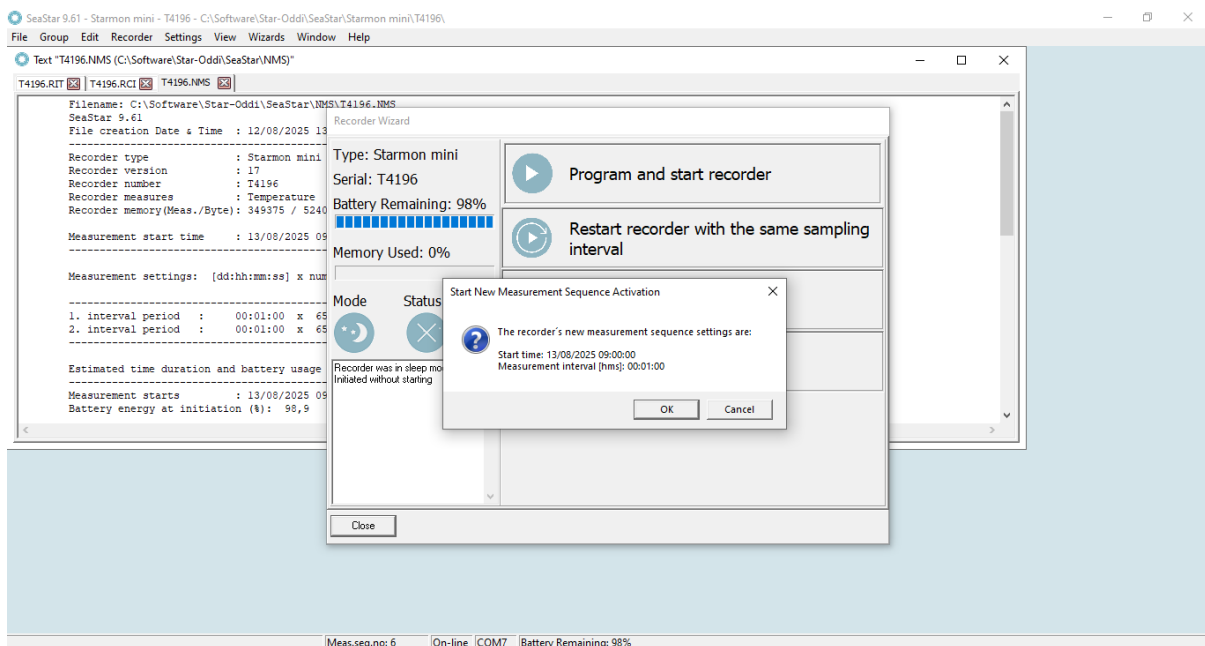 SeaStar 9.61 - Starmon mini - T4196 - C:\Software\Star-Oddi\SeaStar\Starmon mini\T4196\
File Group Edit Recorder Settings View Wizards Window Help
Text "T4196.NMS (C:\Software\Star-Oddi\SeaStar\NMS)"
T4196.RIT T4196.RCI T4196.NMS
Filename: C:\Software\Star-Oddi\SeaStar\NMS\T4196.NMS
SeaStar 9.61
File creation Date & Time : 12/08/2025 13
Recorder type : Starmon mini
Recorder version : 17
Recorder number : T4196
Recorder measures : Temperature
Recorder memory(Meas./Byte): 349375 / 5240
Measurement start time : 13/08/2025 09
Measurement settings: [dd:hh:mm:ss] x num
1. interval period : 00:01:00 x 65
2. interval period : 00:01:00 x 65
Estimated time duration and battery usage
Measurement starts : 13/08/2025 09
Battery energy at initiation (%): 98,9
Recorder Wizard
Type: Starmon mini
Serial: T4196
Battery Remaining: 98%
Memory Used: 0%
Mode Status
Recorder was in sleep mo
Initiated without starting
Program and start recorder
Restart recorder with the same sampling
interval
Close
Start New Measurement Sequence Activation
The recorder´s new measurement sequence settings are:
Start time: 13/08/2025 09:00:00
Measurement interval [hms]: 00:01:00
OK Cancel
Meas.seq.no: 6 On-line COM7 Battery Remaining: 98%